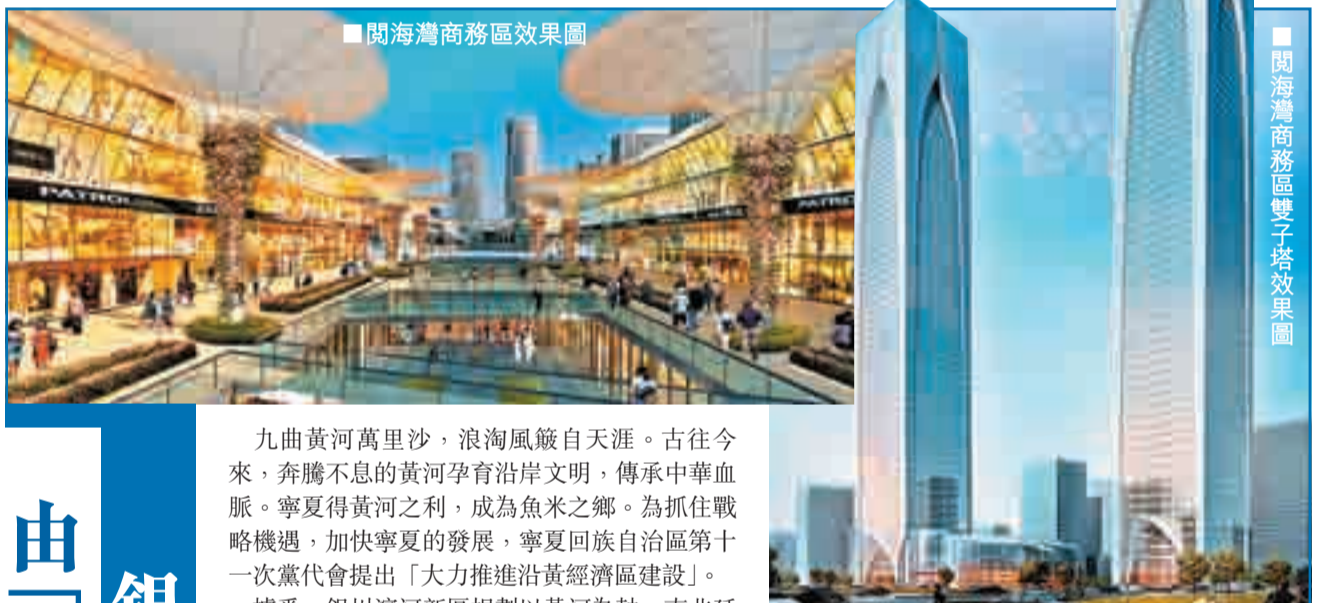 ■閱海灣商務區效果圖
■閱海灣商務區雙子塔效果圖
PATROL
九曲黃河萬里沙，浪淘風簸自天涯。古往今
來，奔騰不息的黃河孕育沿岸文明，傳承中華血
脈。寧夏得黃河之利，成為魚米之鄉。為抓住戰
略機遇，加快寧夏的發展，寧夏回族自治區第十
一次黨代會提出「大力推進沿黃經濟區建設」。
由